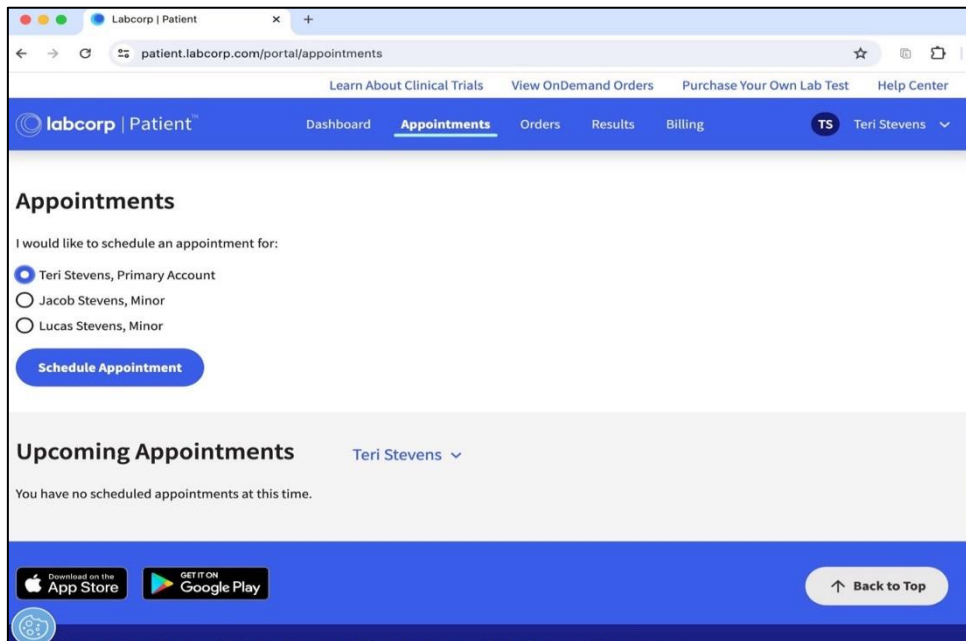 Labcorp | Patient
patient.labcorp.com/portal/appointments
Learn About Clinical Trials View OnDemand Orders Purchase Your Own Lab Test Help Center
labcorp | Patient™ Dashboard Appointments Orders Results Billing TS Teri Stevens
Appointments
I would like to schedule an appointment for:
Teri Stevens, Primary Account
Jacob Stevens, Minor
Lucas Stevens, Minor
Schedule Appointment
Upcoming Appointments Teri Stevens
You have no scheduled appointments at this time.
Download on the
App Store
GET IT ON
Google Play
Back to Top